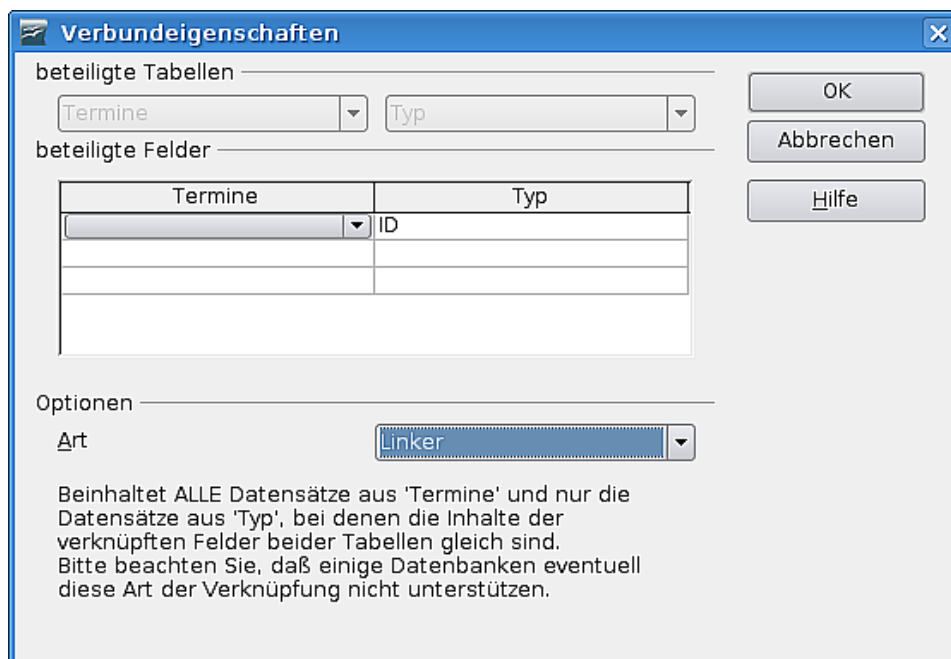 Verbundeigenschaften
beteiligte Tabellen
Termine Typ
OK
Abbrechen
beteiligte Felder
Hilfe
Termine Typ
ID
Optionen
Art Linker
Beinhaltet ALLE Datensätze aus 'Termine' und nur die
Datensätze aus 'Typ', bei denen die Inhalte der
verknüpften Felder beider Tabellen gleich sind.
Bitte beachten Sie, daß einige Datenbanken eventuell
diese Art der Verknüpfung nicht unterstützen.